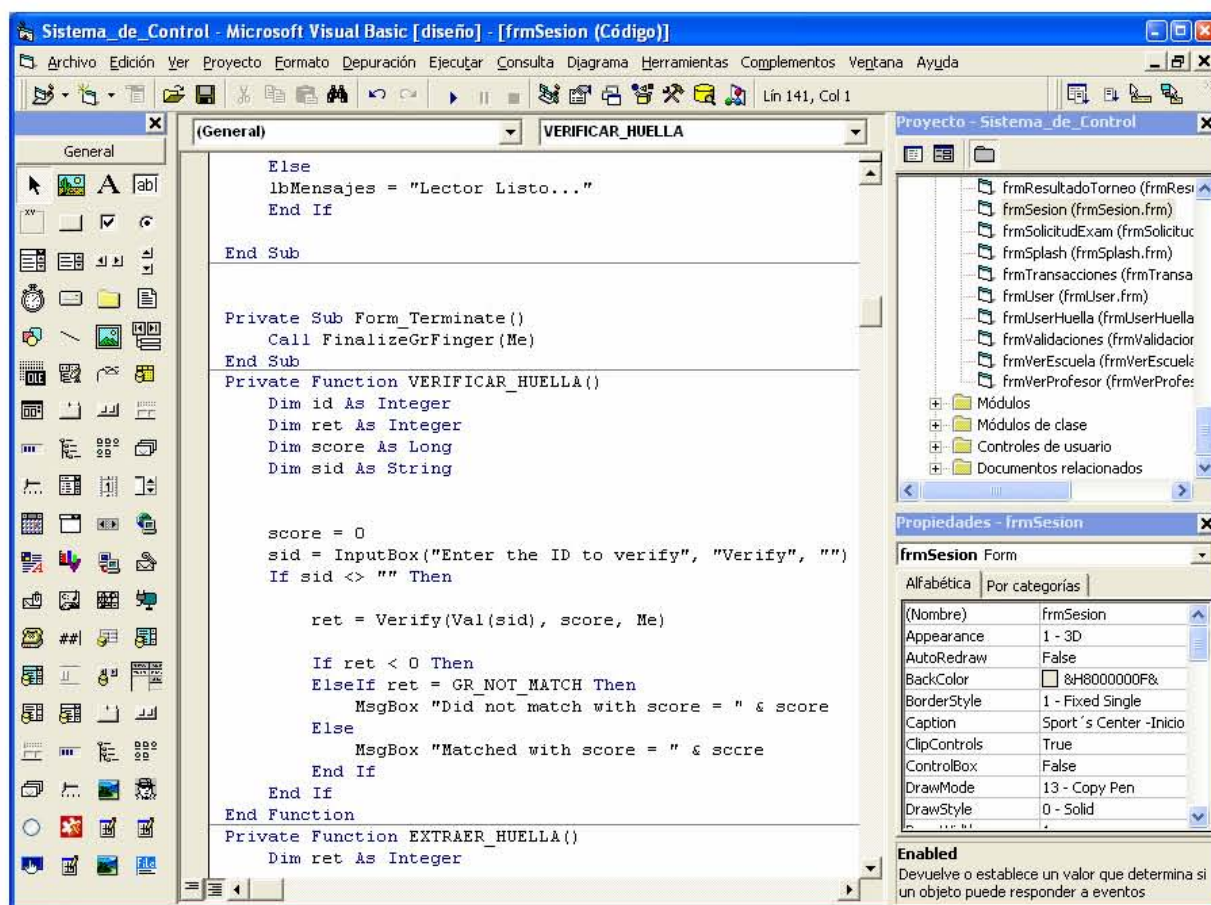 Sistema_de_Control - Microsoft Visual Basic [diseño] - [frmSesion (Código)]
Archivo Edición Ver Proyecto Formato Depuración Ejecutar Consulta Diagrama Herramientas Complementos Ventana Ayuda
Lín 141, Col 1
General
A
ab|
XV
OLE
##|
(General)
VERIFICAR_HUELLA
Else
lbMensajes = "Lector Listo..."
End If
End Sub
Private Sub Form_Terminate()
Call FinalizeGrFinger(Me)
End Sub
Private Function VERIFICAR_HUELLA()
Dim id As Integer
Dim ret As Integer
Dim score As Long
Dim sid As String
score = 0
sid = InputBox("Enter the ID to verify", "Verify", "")
If sid <> "" Then
ret = Verify(Val(sid), score, Me)
If ret < 0 Then
ElseIf ret = GR_NOT_MATCH Then
MsgBox "Did not match with score = " & score
Else
MsgBox "Matched with score = " & sccre
End If
End If
End Function
Private Function EXTRAER_HUELLA()
Dim ret As Integer
Proyecto - Sistema_de_Control
frmResultadoTorneo (frmResu
frmSesion (frmSesion.frm)
frmSolicitudExam (frmSolicituc
frmSplash (frmSplash.frm)
frmTransacciones (frmTransa
frmUser (frmUser.frm)
frmUserHuella (frmUserHuella
frmValidaciones (frmValidacior
frmVerEscuela (frmVerEscuela
frmVerProfesor (frmVerProfes
Módulos
Módulos de clase
Controles de usuario
Documentos relacionados
Propiedades - frmSesion
frmSesion Form
Alfabética Por categorías
(Nombre) frmSesion
Appearance 1 - 3D
AutoRedraw False
BackColor &H8000000F&
BorderStyle 1 - Fixed Single
Caption Sport´s Center -Inicio
ClipControls True
ControlBox False
DrawMode 13 - Copy Pen
DrawStyle 0 - Solid
Enabled
Devuelve o establece un valor que determina si
un objeto puede responder a eventos